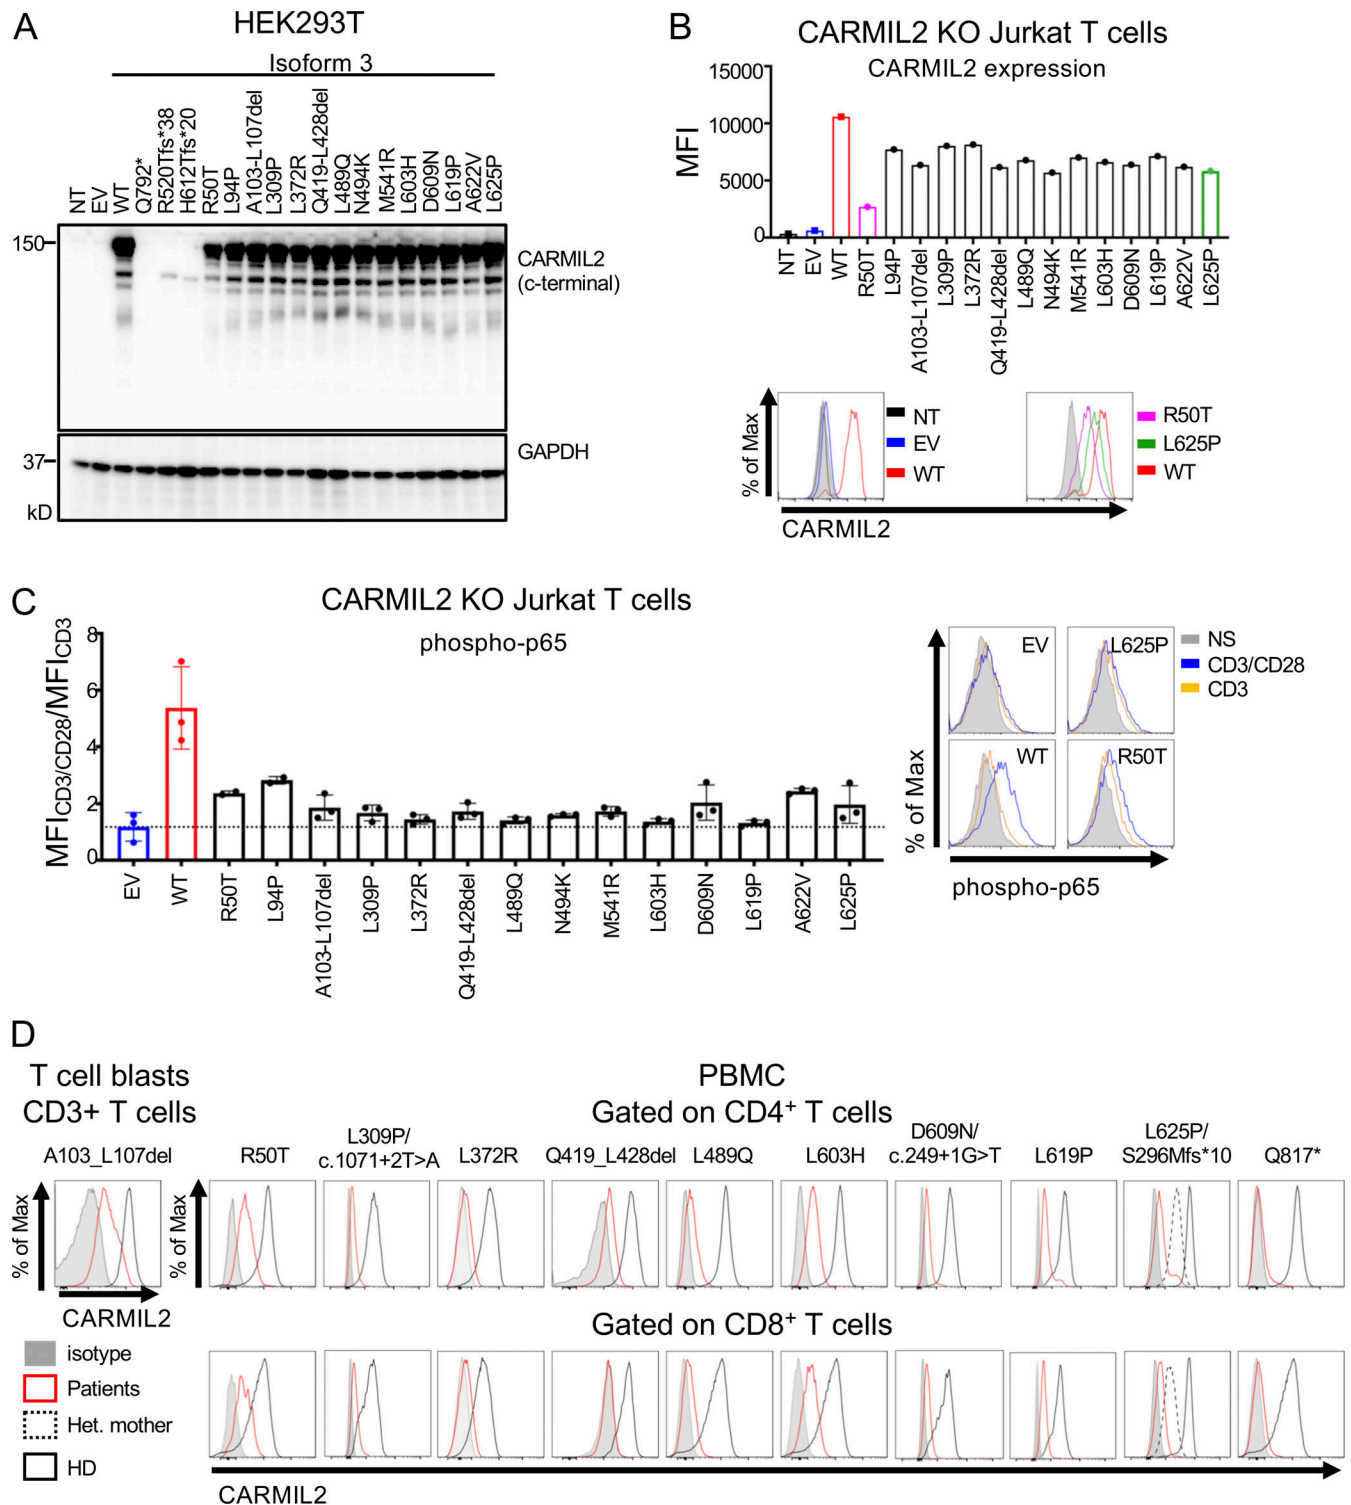 A
HEK293T
Isoform 3
NT
EV
WT
Q792*
R520Tfs*38
H612Tfs*20
R50T
L94P
A103-L107del
L309P
L372R
Q419-L428del
L489Q
N494K
M541R
L603H
D609N
L619P
A622V
L625P
150
CARMIL2
(c-terminal)
GAPDH
37
kD
B
CARMIL2 KO Jurkat T cells
CARMIL2 expression
MFI
15000
10000
5000
0
NT
EV
WT
R50T
L94P
A103-L107del
L309P
L372R
Q419-L428del
L489Q
N494K
M541R
L603H
D609N
L619P
A622V
L625P
% of Max
NT
EV
WT
R50T
L625P
WT
CARMIL2
C
CARMIL2 KO Jurkat T cells
phospho-p65
MFICD3/CD28/MFICD3
8
6
4
2
0
EV
WT
R50T
L94P
A103-L107del
L309P
L372R
Q419-L428del
L489Q
N494K
M541R
L603H
D609N
L619P
A622V
L625P
% of Max
EV
L625P
WT
R50T
NS
CD3/CD28
CD3
phospho-p65
D
T cell blasts
CD3+ T cells
PBMC
Gated on CD4+ T cells
A103_L107del
R50T
L309P/
c.1071+2T>A
L372R
Q419_L428del
L489Q
L603H
D609N/
c.249+1G>T
L619P
L625P/
S296Mfs*10
Q817*
% of Max
% of Max
CARMIL2
Gated on CD8+ T cells
isotype
Patients
Het. mother
HD
CARMIL2